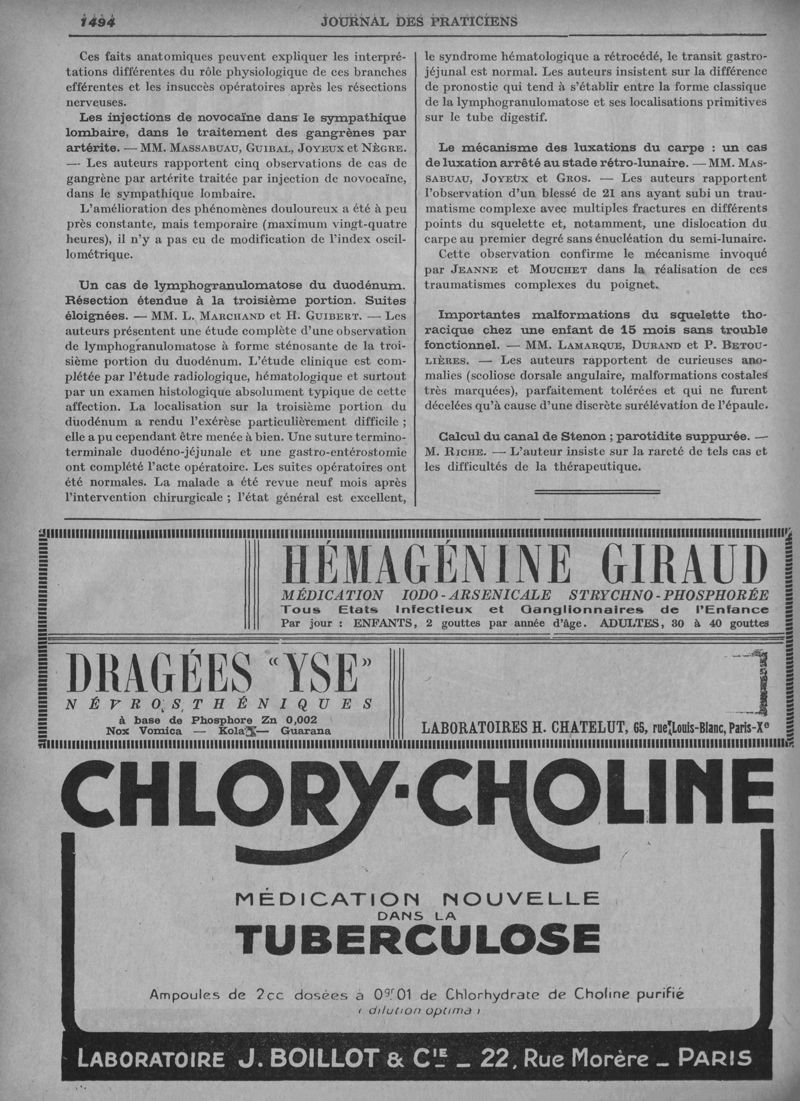 1494
JOURNAL DES PRATICIENS
Ces faits anatomiques peuvent expliquer les interpré-
tations différentes du rôle physiologique de ces branches
efférentes et les insuccès opératoires après les résections
nerveuses.
Les injections de novocaïne dans le sympathique
lombaire, dans le traitement des gangrènes par
artérite. — MM. MASSABUAU, GUIBAL, JOYEUX et NÈGRE.
— Les auteurs rapportent cinq observations de cas de
gangrène par artérite traitée par injection de novocaïne,
dans le sympathique lombaire.
L'amélioration des phénomènes douloureux a été à peu
près constante, mais temporaire (maximum vingt-quatre
heures), il n'y a pas eu de modification de l'index oscil-
lométrique.
Un cas de lymphogranulomatose du duodénum.
Résection étendue à la troisième portion. Suites
éloignées. — MM. L. MARCHAND et H. GUIBERT. — Les
auteurs présentent une étude complète d'une observation
de lymphogranulomatose à forme sténosante de la troi-
sième portion du duodénum. L'étude clinique est com-
plétée par l'étude radiologique, hématologique et surtout
par un examen histologique absolument typique de cette
affection. La localisation sur la troisième portion du
duodénum a rendu l'exérèse particulièrement difficile ;
elle a pu cependant être menée à bien. Une suture termino-
terminale duodéno-jéjunale et une gastro-entérostomie
ont complété l'acte opératoire. Les suites opératoires ont
été normales. La malade a été revue neuf mois après
l'intervention chirurgicale ; l'état général est excellent,
le syndrome hématologique a rétrocédé, le transit gastro-
jéjunal est normal. Les auteurs insistent sur la différence
de pronostic qui tend à s'établir entre la forme classique
de la lymphogranulomatose et ses localisations primitives
sur le tube digestif.
Le mécanisme des luxations du carpe : un cas
de luxation arrêté au stade rétro-lunaire. — MM. MAS-
SABUAU, JOYEUX et GROS. — Les auteurs rapportent
l'observation d'un blessé de 21 ans ayant subi un trau-
matisme complexe avec multiples fractures en différents
points du squelette et, notamment, une dislocation du
carpe au premier degré sans énucléation du semi-lunaire.
Cette observation confirme le mécanisme invoqué
par JEANNE et MOUCHET dans la réalisation de ces
traumatismes complexes du poignet.
Importantes malformations du squelette tho-
racique chez une enfant de 15 mois sans trouble
fonctionnel. — MM. LAMARQUE, DURAND et P. BETOU-
LIÈRES. — Les auteurs rapportent de curieuses ano-
malies (scoliose dorsale angulaire, malformations costales
très marquées), parfaitement tolérées et qui ne furent
décelées qu'à cause d'une discrète surélévation de l'épaule.
Calcul du canal de Stenon ; parotidite suppurée. —
M. RICHE. — L'auteur insiste sur la rareté de tels cas et
les difficultés de la thérapeutique.
HÉMAGÉNINE GIRAUD
MÉDICATION IODO-ARSENICALE STRYCHNO-PHOSPHORÉE
Tous Etats Infectieux et Ganglionnaires de l'Enfance
Par jour : ENFANTS, 2 gouttes par année d'âge. ADULTES, 30 à 40 gouttes
DRAGÉES "YSE"
NÉVROSTHÉNIQUES
à base de Phosphore Zn 0,002
Nox Vomica — Kola — Guarana
LABORATOIRES H. CHATELUT, 65, rue Louis-Blanc, Paris-Xe
CHLORY-CHOLINE
MÉDICATION NOUVELLE
DANS LA
TUBERCULOSE
Ampoules de 2cc dosées à 0gr01 de Chlorhydrate de Choline purifié
( dilution optima )
LABORATOIRE J. BOILLOT & CIE _ 22, Rue Morère _ PARIS